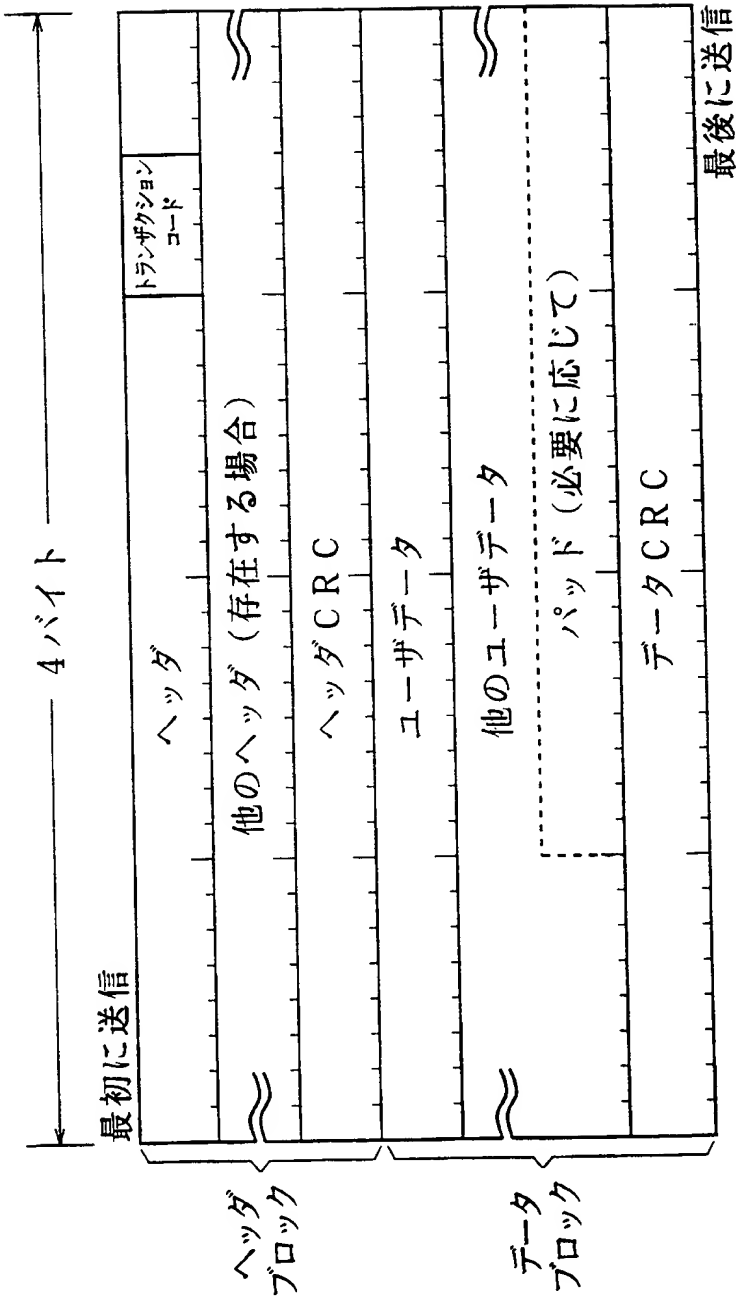 4バイト
最初に送信
ヘッダ
トランザクション
コード
他のヘッダ(存在する場合)
ヘッダCRC
ユーザデータ
他のユーザデータ
パッド(必要に応じて)
データCRC
最後に送信
ヘッダ
ブロック
データ
ブロック